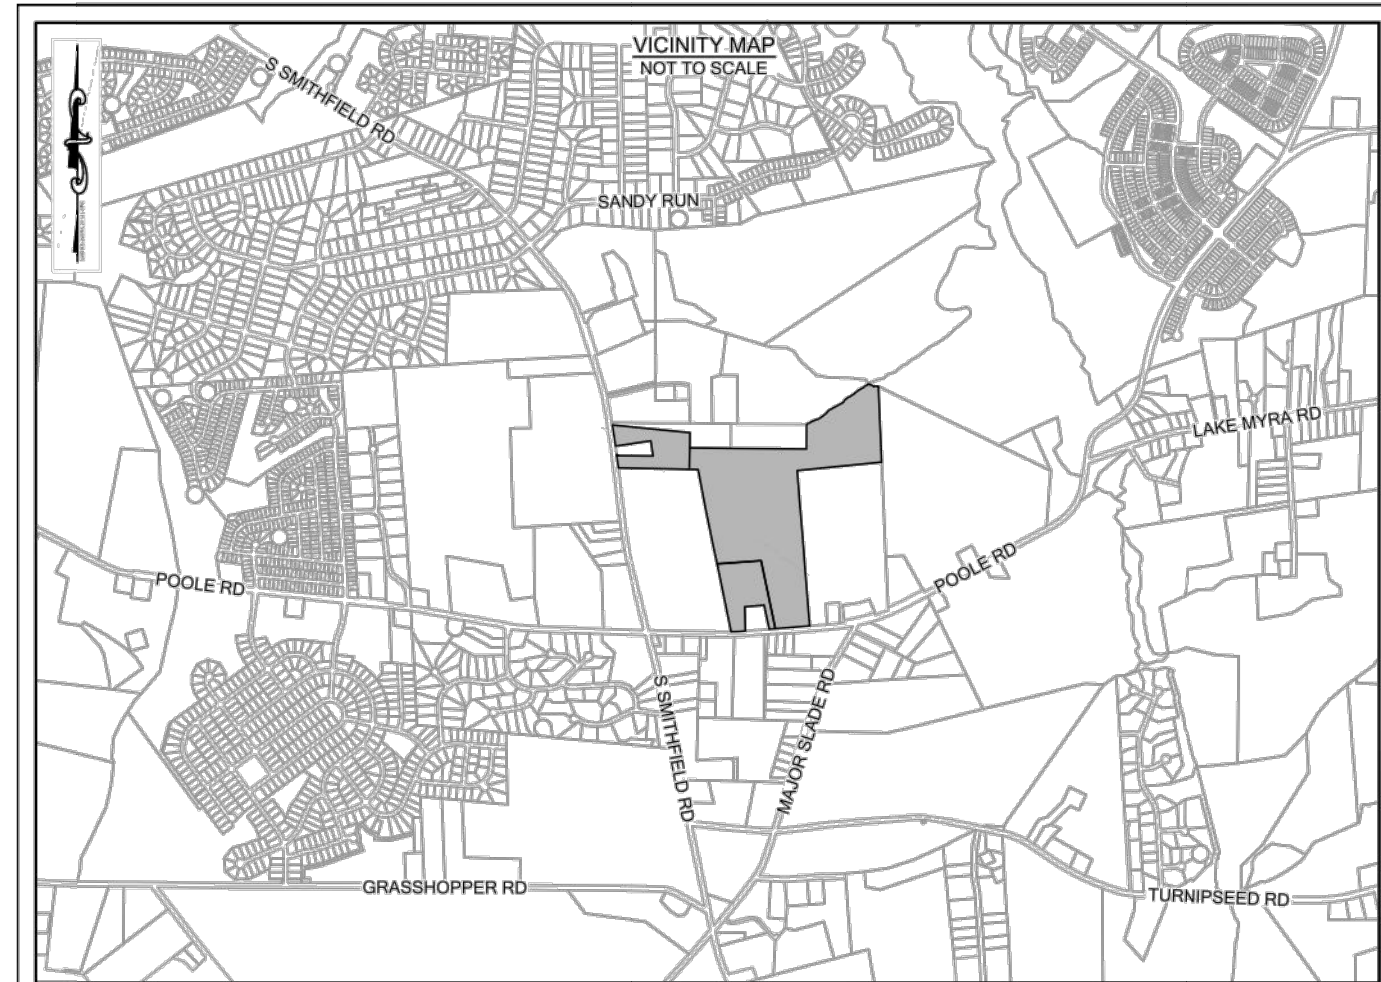 VICINITY MAP
NOT TO SCALE
S SMITHFIELD RD
SANDY RUN
LAKE MYRA RD
POOLE RD
POOLE RD
S SMITHFIELD RD
MAJOR SLADE RD
GRASSHOPPER RD
TURNIPSEED RD